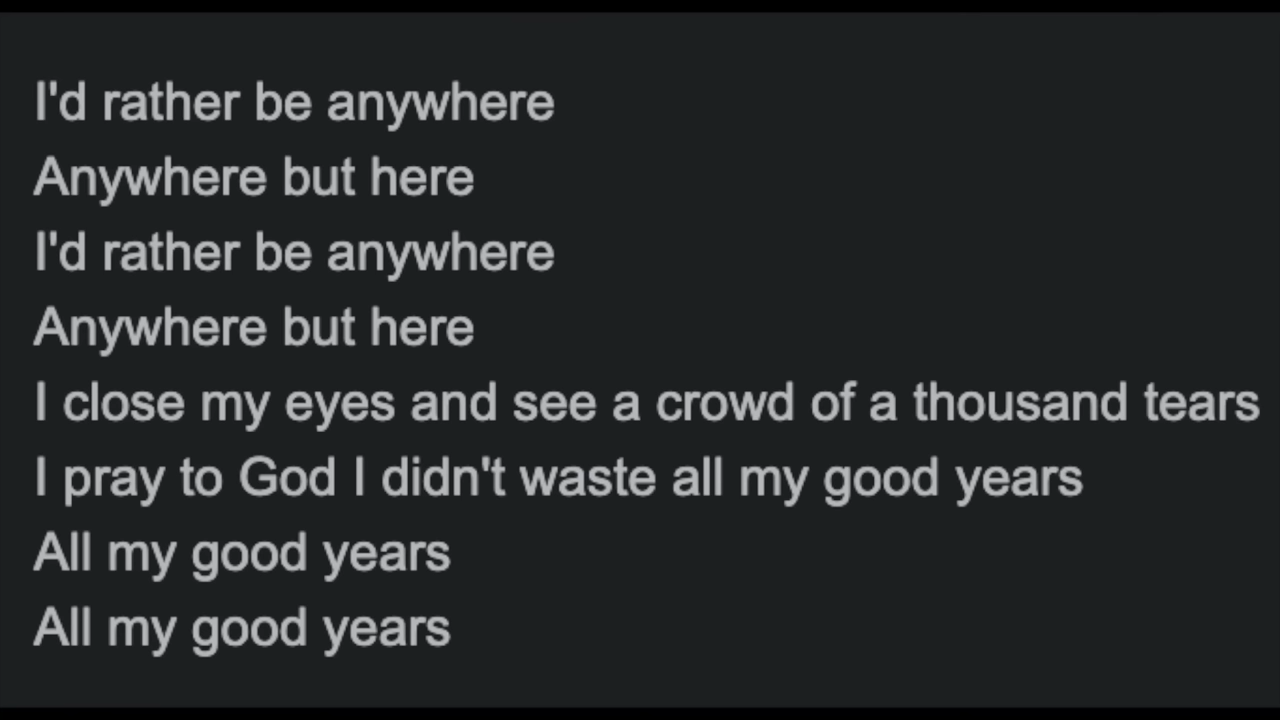 I'd rather be anywhere
Anywhere but here
I'd rather be anywhere
Anywhere but here
I close my eyes and see a crowd of a thousand tears
I pray to God I didn't waste all my good years
All my good years
All my good years